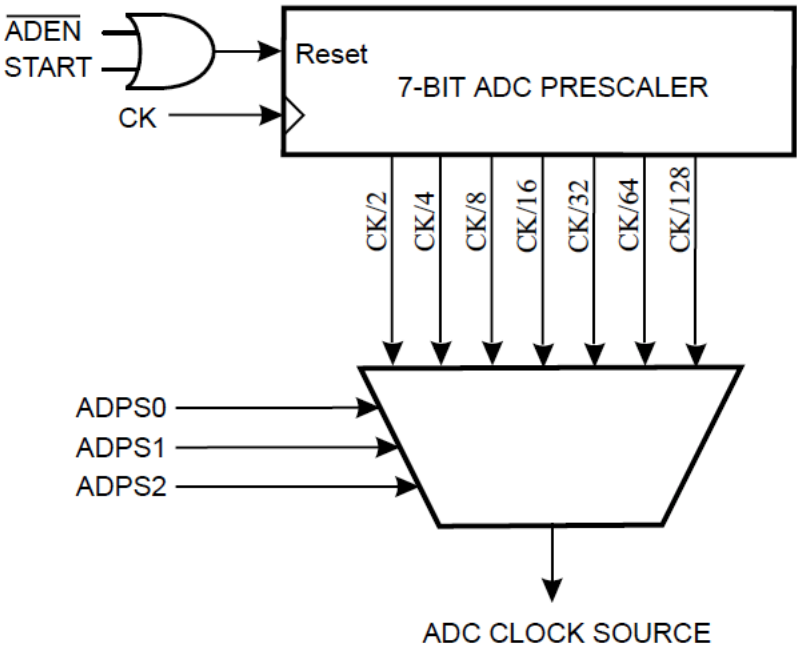 A̅D̅E̅N̅
START
Reset
7-BIT ADC PRESCALER
CK
CK/2
CK/4
CK/8
CK/16
CK/32
CK/64
CK/128
ADPS0
ADPS1
ADPS2
ADC CLOCK SOURCE